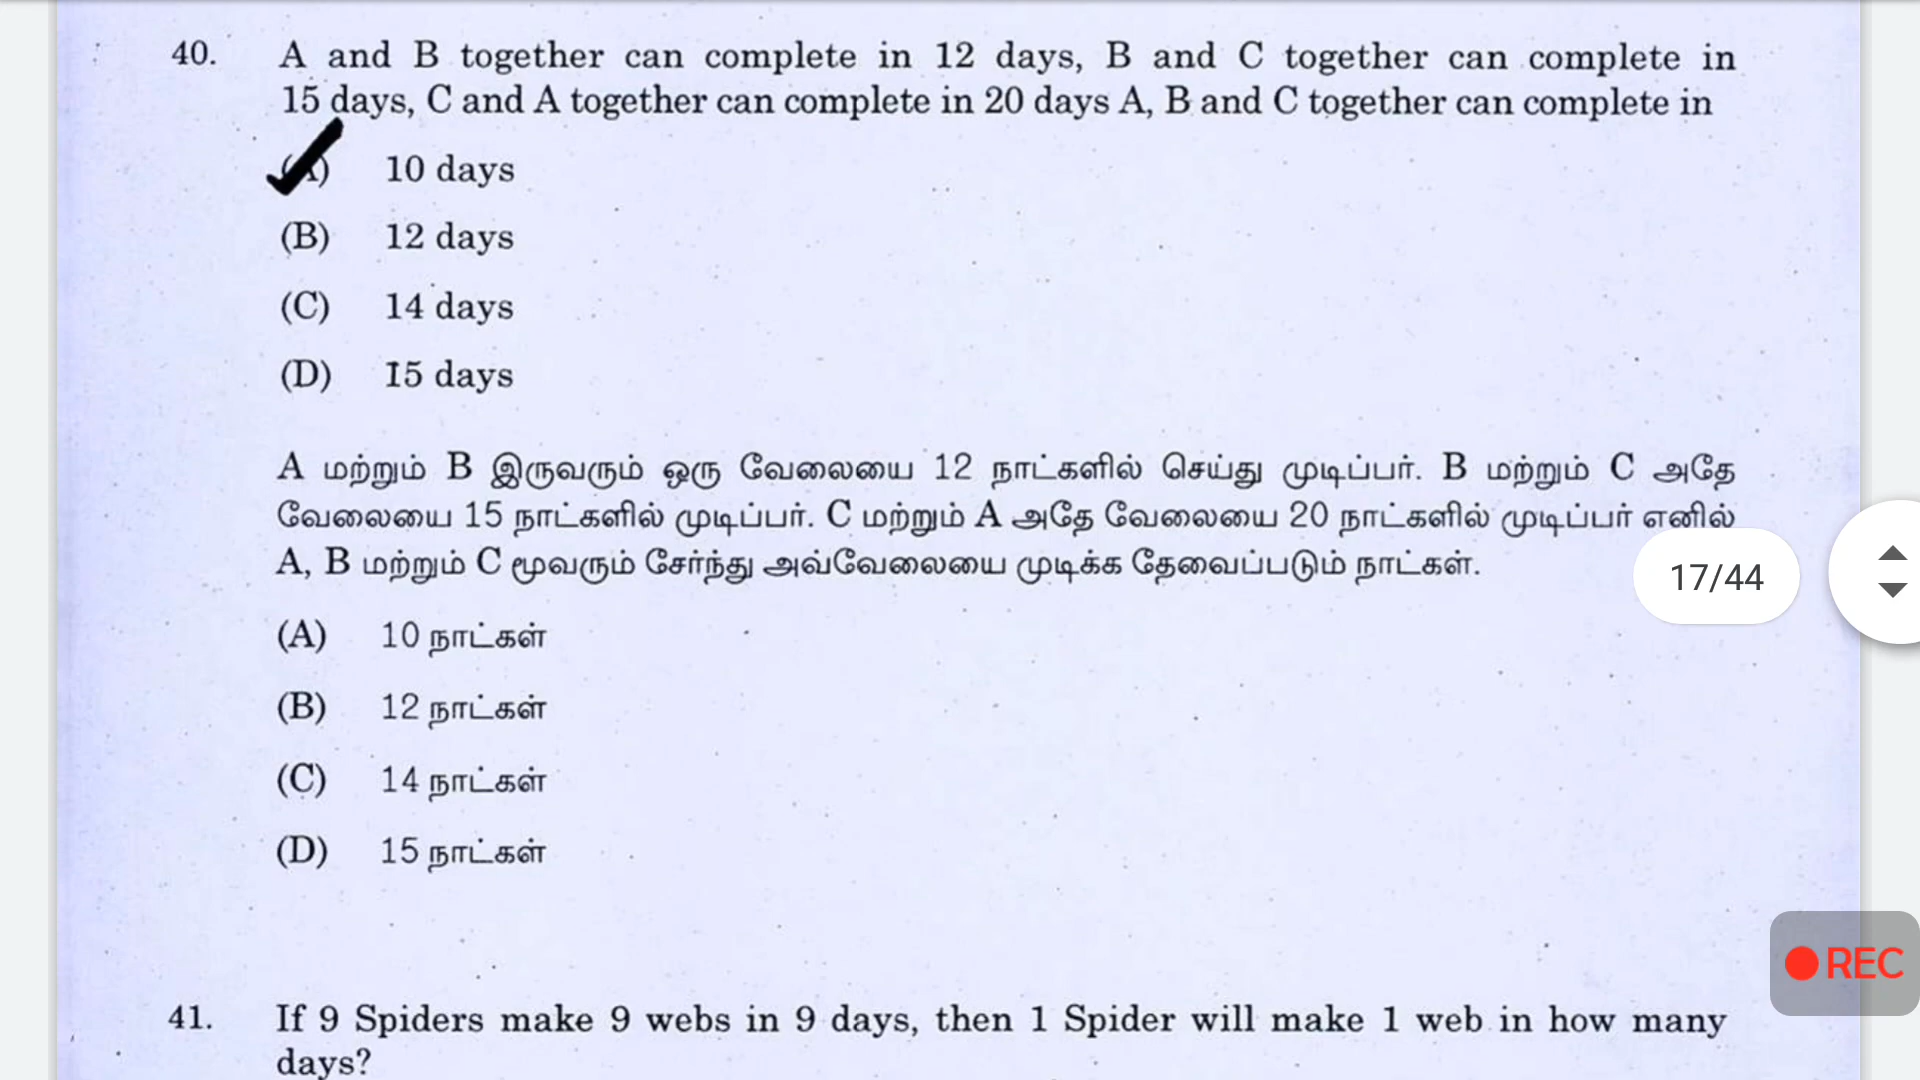 40. A and B together can complete in 12 days, B and C together can complete in
15 days, C and A together can complete in 20 days A, B and C together can complete in
10 days
(B) 12 days
(C) 14 days
(D) 15 days
A மற்றும் B இருவரும் ஒரு வேலையை 12 நாட்களில் செய்து முடிப்பர். B மற்றும் C அதே
வேலையை 15 நாட்களில் முடிப்பர். C மற்றும் A அதே வேலையை 20 நாட்களில் முடிப்பர் எனில்
A, B மற்றும் C மூவரும் சேர்ந்து அவ்வேலையை முடிக்க தேவைப்படும் நாட்கள்.
17/44
(A) 10 நாட்கள்
(B) 12 நாட்கள்
(C) 14 நாட்கள்
(D) 15 நாட்கள்
REC
41. If 9 Spiders make 9 webs in 9 days, then 1 Spider will make 1 web in how many
days?